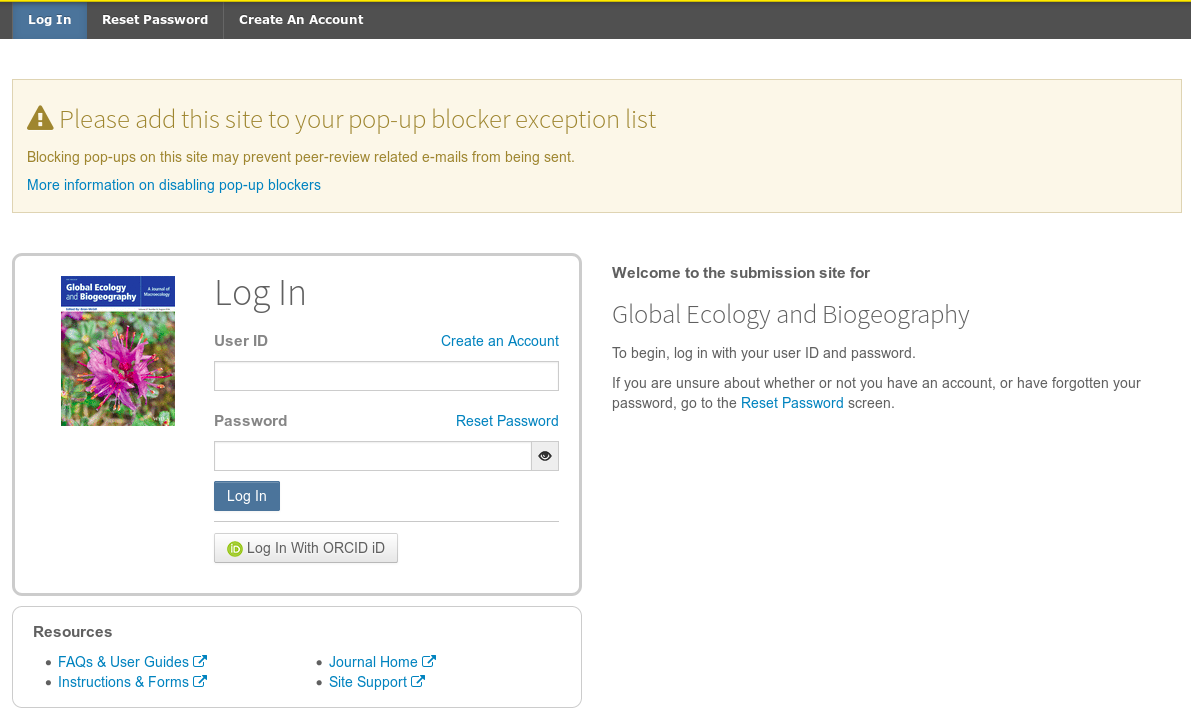 Log In
Reset Password
Create An Account
Please add this site to your pop-up blocker exception list
Blocking pop-ups on this site may prevent peer-review related e-mails from being sent.
More information on disabling pop-up blockers
Global Ecology
and Biogeography
A Journal of
Macroecology
Log In
User ID
Create an Account
Password
Reset Password
Log In
iD Log In With ORCID iD
Welcome to the submission site for
Global Ecology and Biogeography
To begin, log in with your user ID and password.
If you are unsure about whether or not you have an account, or have forgotten your
password, go to the Reset Password screen.
Resources
FAQs & User Guides
Instructions & Forms
Journal Home
Site Support